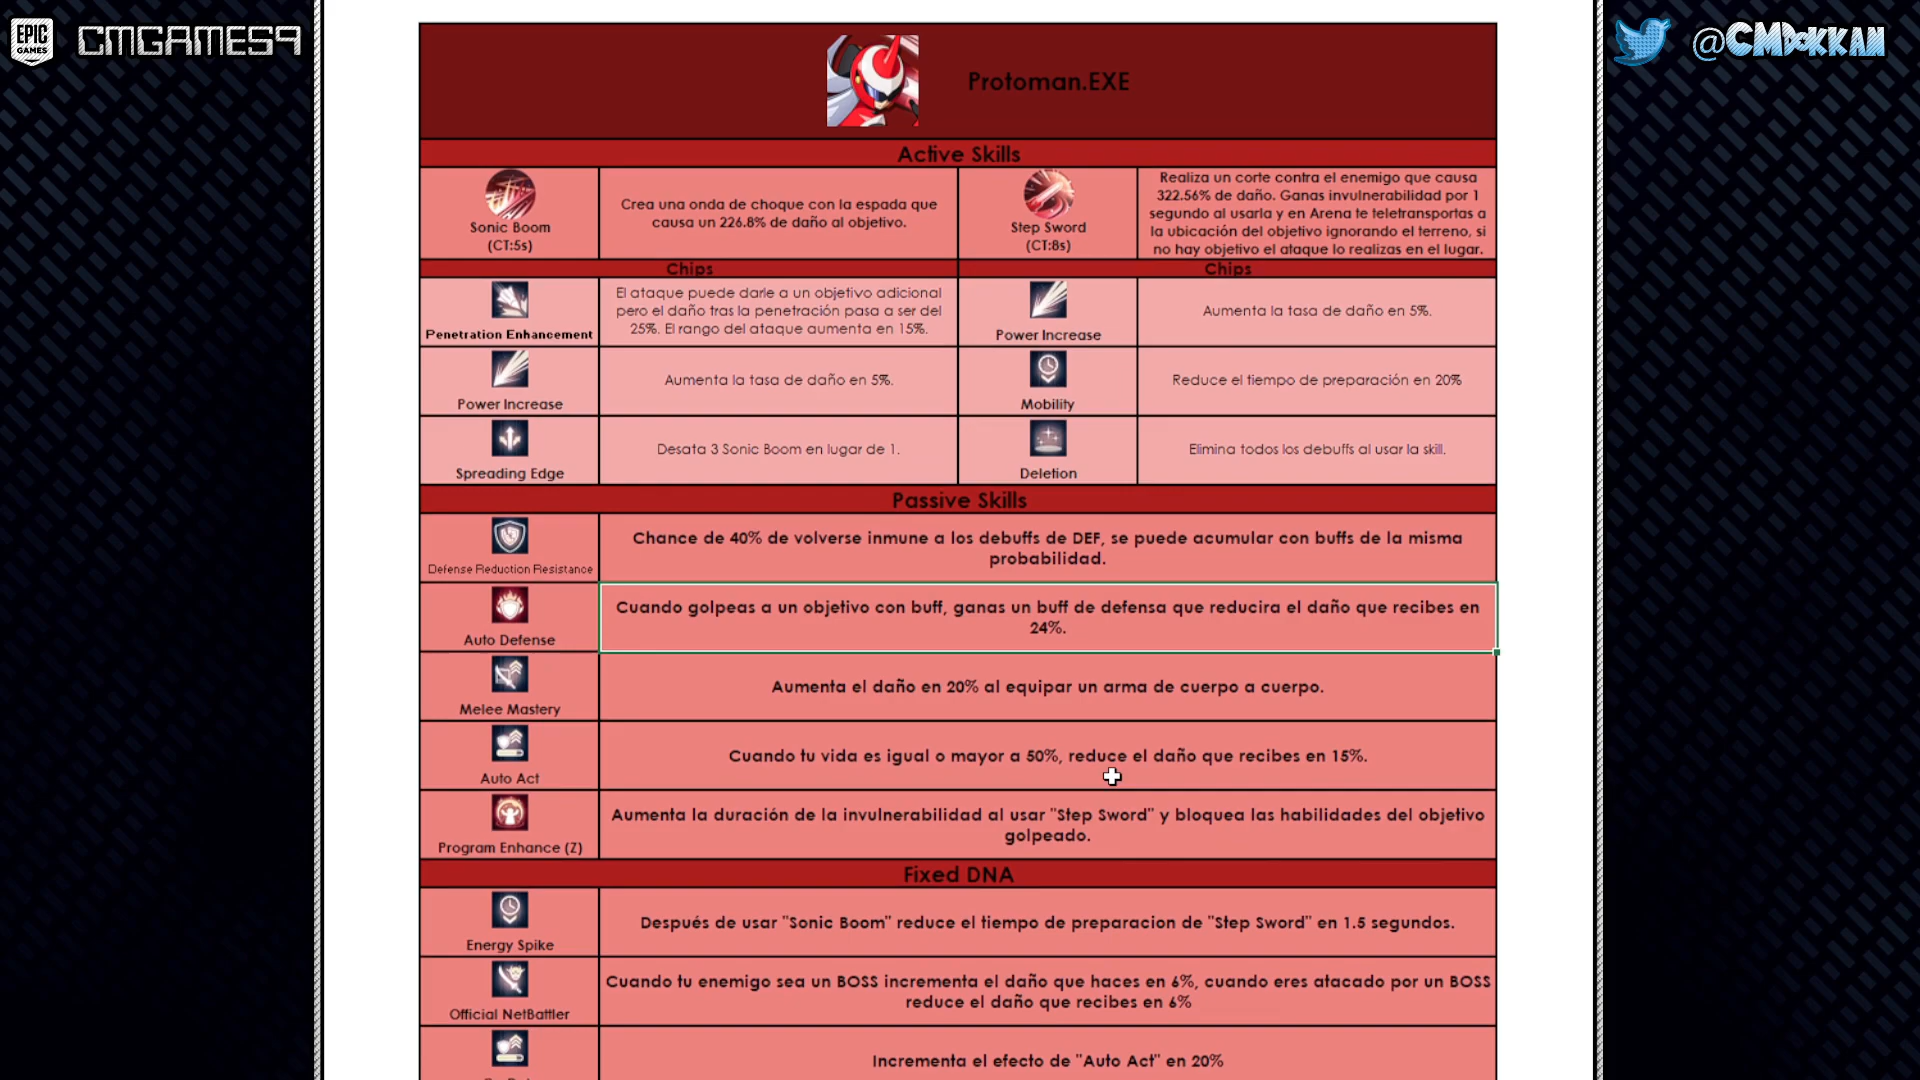 EPIC
GAMES
CMGAMES9
@CMDOKKAN
Protoman.EXE
Active Skills
Sonic Boom
(CT:5s)
Crea una onda de choque con la espada que
causa un 226.8% de daño al objetivo.
Step Sword
(CT:8s)
Realiza un corte contra el enemigo que causa
322.56% de daño. Ganas invulnerabilidad por 1
segundo al usarla y en Arena te teletransportas a
la ubicación del objetivo ignorando el terreno, si
no hay objetivo el ataque lo realizas en el lugar.
Chips
Chips
Penetration Enhancement
El ataque puede darle a un objetivo adicional
pero el daño tras la penetración pasa a ser del
25%. El rango del ataque aumenta en 15%.
Power Increase
Aumenta la tasa de daño en 5%.
Power Increase
Aumenta la tasa de daño en 5%.
Mobility
Reduce el tiempo de preparación en 20%
Spreading Edge
Desata 3 Sonic Boom en lugar de 1.
Deletion
Elimina todos los debuffs al usar la skill.
Passive Skills
Defense Reduction Resistance
Chance de 40% de volverse inmune a los debuffs de DEF, se puede acumular con buffs de la misma
probabilidad.
Auto Defense
Cuando golpeas a un objetivo con buff, ganas un buff de defensa que reducira el daño que recibes en
24%.
Melee Mastery
Aumenta el daño en 20% al equipar un arma de cuerpo a cuerpo.
Auto Act
Cuando tu vida es igual o mayor a 50%, reduce el daño que recibes en 15%.
Program Enhance (Z)
Aumenta la duración de la invulnerabilidad al usar "Step Sword" y bloquea las habilidades del objetivo
golpeado.
Fixed DNA
Energy Spike
Después de usar "Sonic Boom" reduce el tiempo de preparacion de "Step Sword" en 1.5 segundos.
Official NetBattler
Cuando tu enemigo sea un BOSS incrementa el daño que haces en 6%, cuando eres atacado por un BOSS
reduce el daño que recibes en 6%
Incrementa el efecto de "Auto Act" en 20%